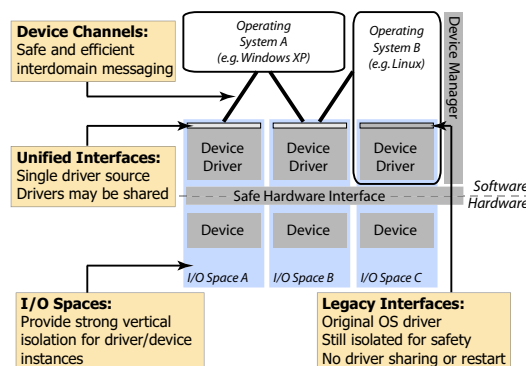 Device Channels:
Safe and efficient
interdomain messaging
Operating
System A
(e.g. Windows XP)
Operating
System B
(e.g. Linux)
Device Manager
Unified Interfaces:
Single driver source
Drivers may be shared
Device
Driver
Device
Driver
Device
Driver
Software
Safe Hardware Interface
Hardware
Device
Device
Device
I/O Space A
I/O Space B
I/O Space C
I/O Spaces:
Provide strong vertical
isolation for driver/device
instances
Legacy Interfaces:
Original OS driver
Still isolated for safety
No driver sharing or restart